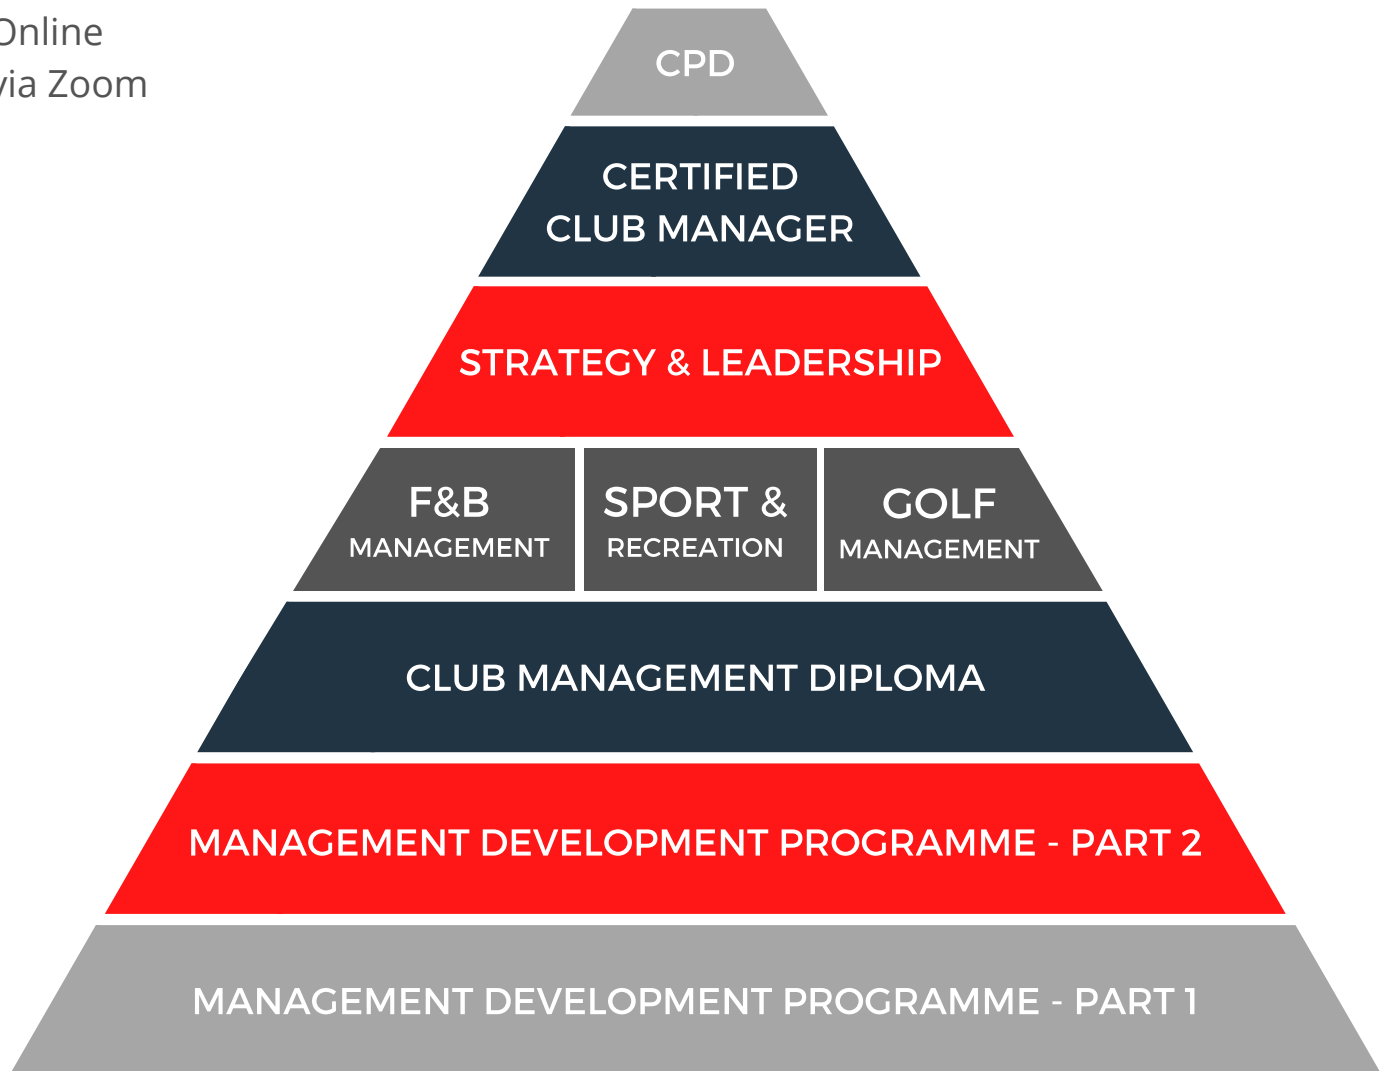 Online
via Zoom
CPD
CERTIFIED
CLUB MANAGER
STRATEGY & LEADERSHIP
F&B
MANAGEMENT
SPORT &
RECREATION
GOLF
MANAGEMENT
CLUB MANAGEMENT DIPLOMA
MANAGEMENT DEVELOPMENT PROGRAMME - PART 2
MANAGEMENT DEVELOPMENT PROGRAMME - PART 1